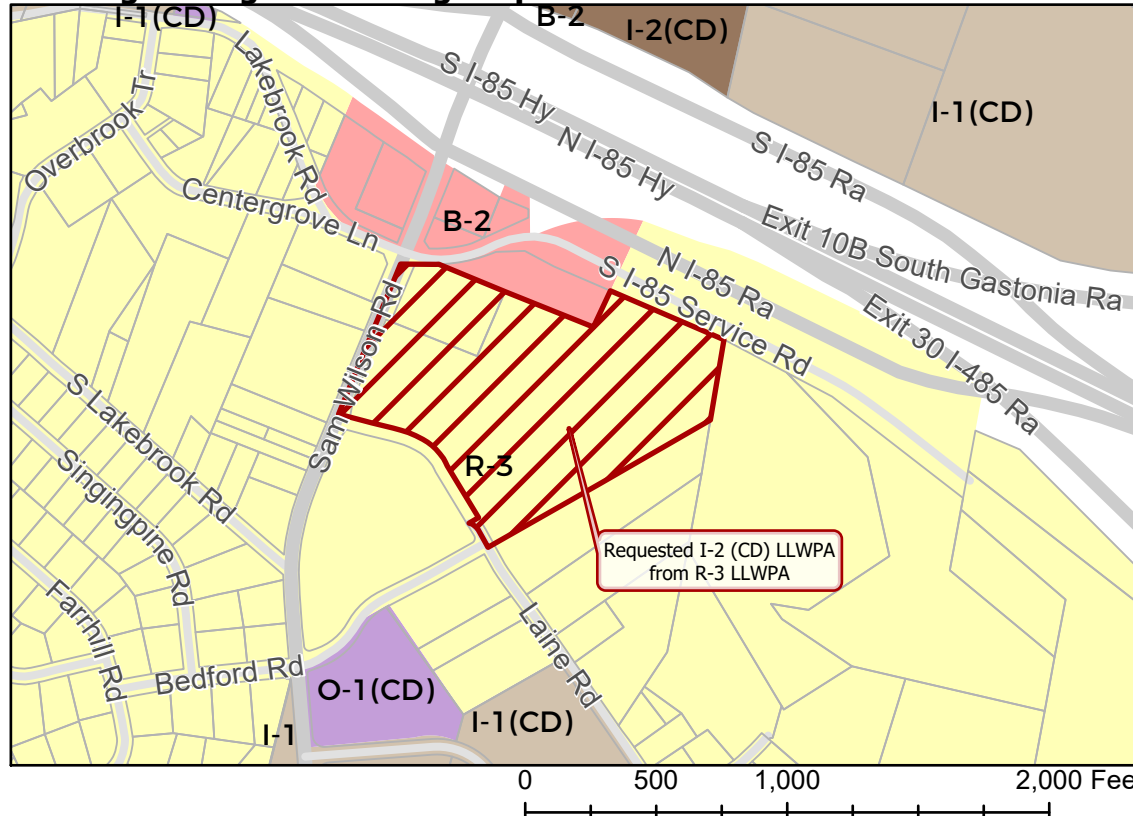 I-1(CD)
B-2
I-2(CD)
I-1(CD)
Lakebrook Rd
Overbrook Tr
S I-85 Hy
N I-85 Hy
S I-85 Ra
Centergrove Ln
B-2
Exit 10B South Gastonia Ra
N I-85 Ra
S I-85 Service Rd
Exit 30 I-485 Ra
Sam Wilson Rd
S Lakebrook Rd
R-3
Singingpine Rd
Requested I-2 (CD) LLWPA
from R-3 LLWPA
Farrhill Rd
Laine Rd
Bedford Rd
O-1(CD)
I-1
I-1(CD)
0 500 1,000 2,000 Fee